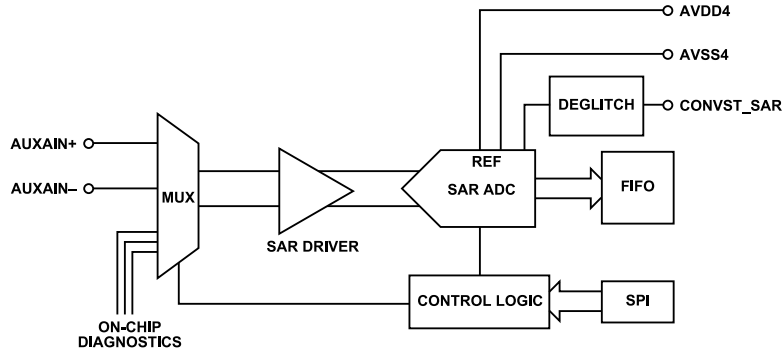 AVDD4
AVSS4
DEGLITCH
CONVST_SAR
AUXAIN+
AUXAIN–
MUX
REF
SAR ADC
FIFO
SAR DRIVER
CONTROL LOGIC
SPI
ON-CHIP
DIAGNOSTICS